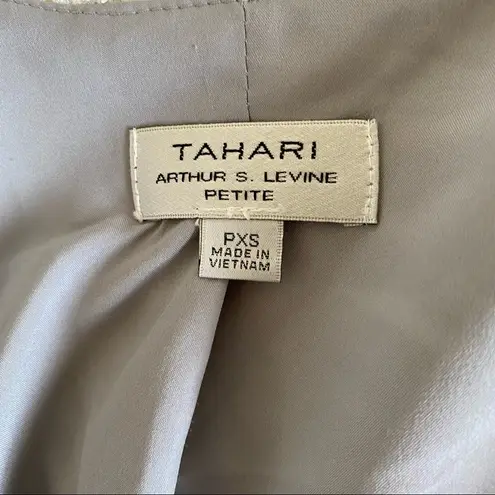 TAHARI
ARTHUR S. LEVINE
PETITE
PXS
MADE IN
VIETNAM